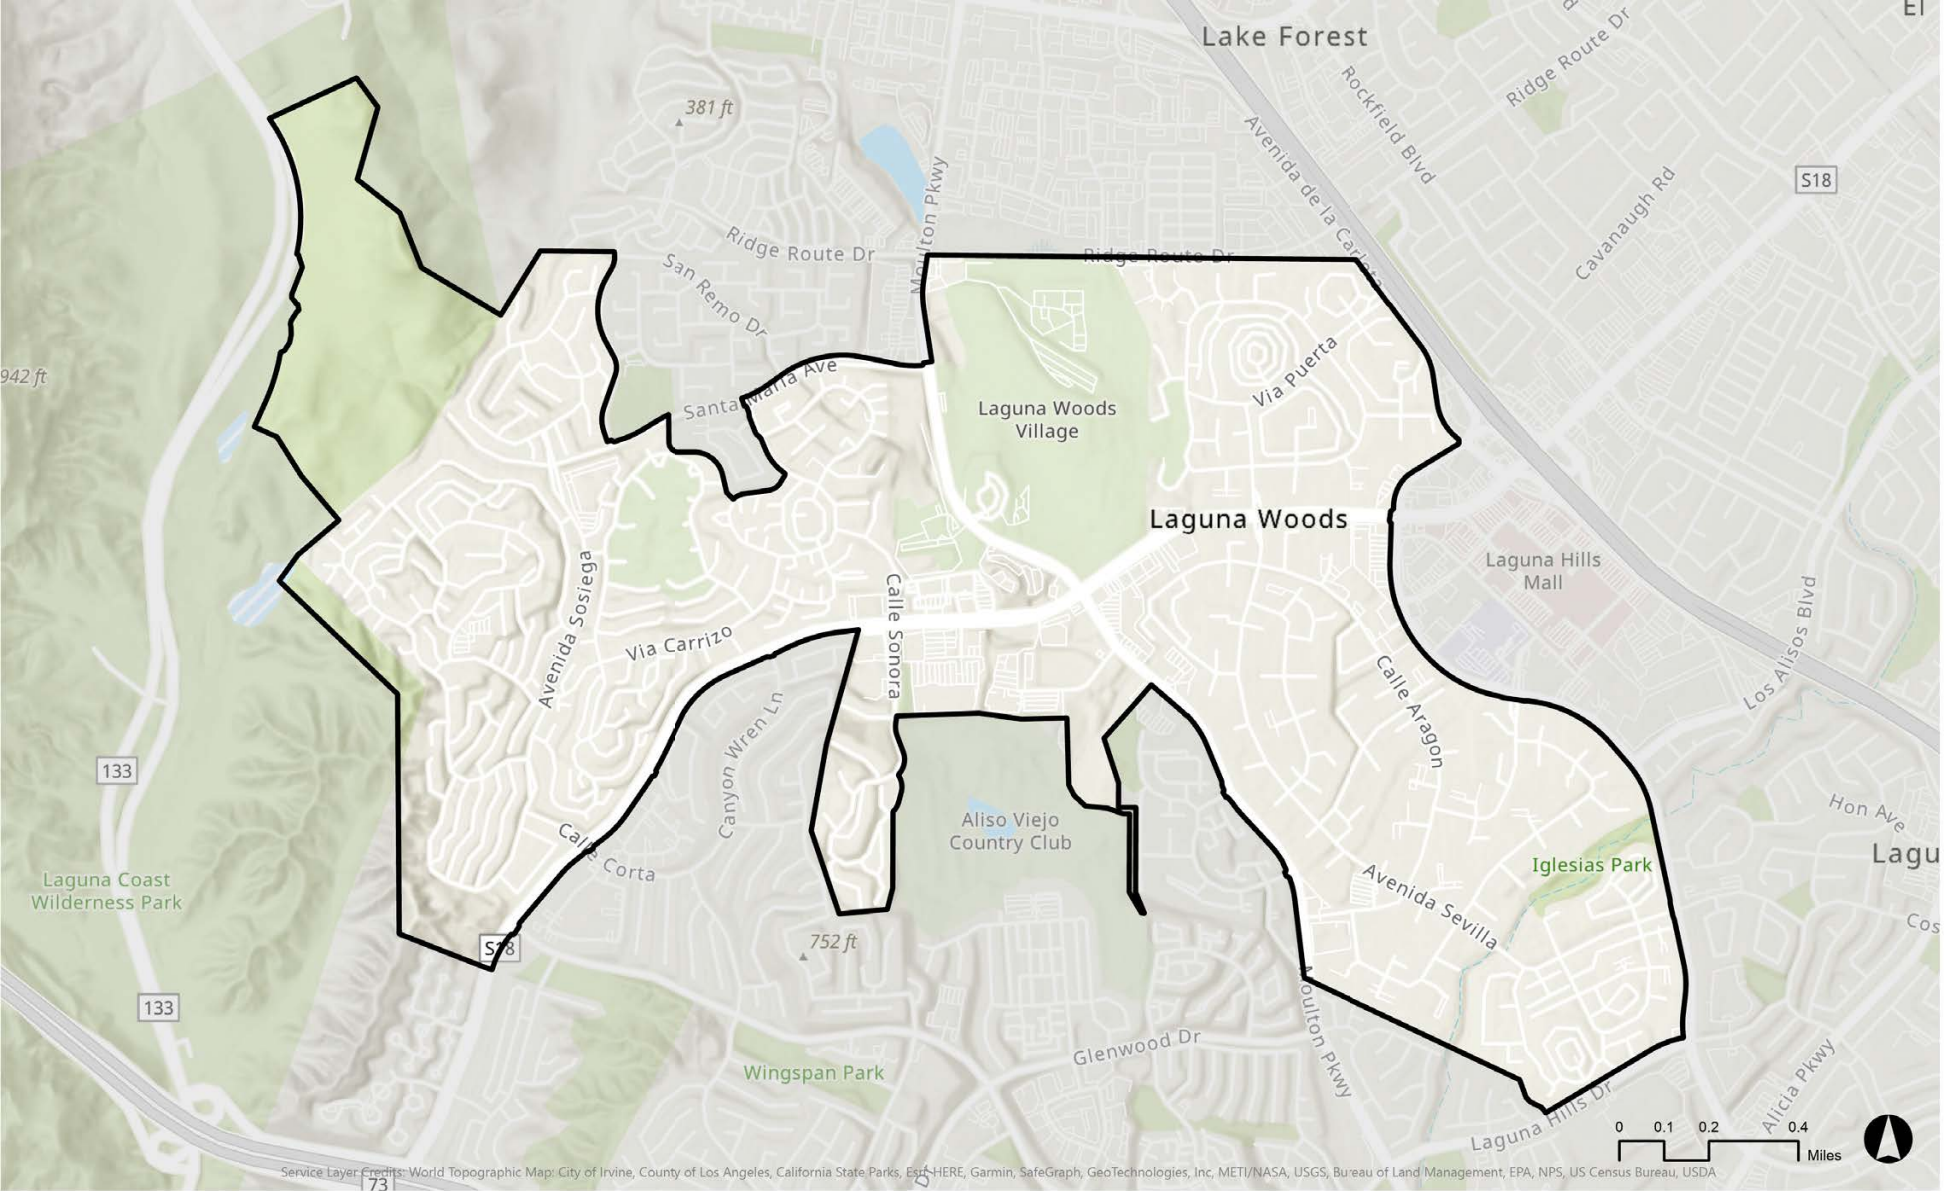 El
Lake Forest
Ridge Route Dr
Rockfield Blvd
381 ft
Avenida de la Carlota
Moulton Pkwy
S18
Cavanaugh Rd
Ridge Route Dr
Ridge Route Dr
San Remo Dr
Via Puerta
942 ft
Santa Maria Ave
Laguna Woods
Village
Laguna Woods
Laguna Hills
Mall
Avenida Sosiega
Calle Sonora
Via Carrizo
Los Alisos Blvd
Calle Aragon
Canyon Wren Ln
133
Hon Ave
Aliso Viejo
Country Club
Calle Corta
Lagu
Iglesias Park
Laguna Coast
Wilderness Park
Avenida Sevilla
Cos
752 ft
S18
133
Moulton Pkwy
Glenwood Dr
Wingspan Park
Alicia Pkwy
Laguna Hills Dr
0 0.1 0.2 0.4
Miles
Service Layer Credits: World Topographic Map: City of Irvine, County of Los Angeles, California State Parks, Esri, HERE, Garmin, SafeGraph, GeoTechnologies, Inc, METI/NASA, USGS, Bureau of Land Management, EPA, NPS, US Census Bureau, USDA
73